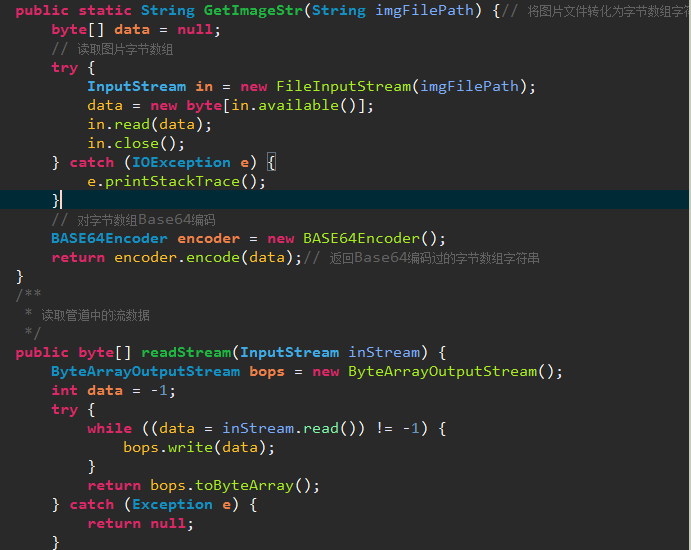 public static String GetImageStr(String imgFilePath) {// 将图片文件转化为字节数组字符
byte[] data = null;
// 读取图片字节数组
try {
InputStream in = new FileInputStream(imgFilePath);
data = new byte[in.available()];
in.read(data);
in.close();
} catch (IOException e) {
e.printStackTrace();
}
// 对字节数组Base64编码
BASE64Encoder encoder = new BASE64Encoder();
return encoder.encode(data);// 返回Base64编码过的字节数组字符串
}
/**
* 读取管道中的流数据
*/
public byte[] readStream(InputStream inStream) {
ByteArrayOutputStream bops = new ByteArrayOutputStream();
int data = -1;
try {
while ((data = inStream.read()) != -1) {
bops.write(data);
}
return bops.toByteArray();
} catch (Exception e) {
return null;
}